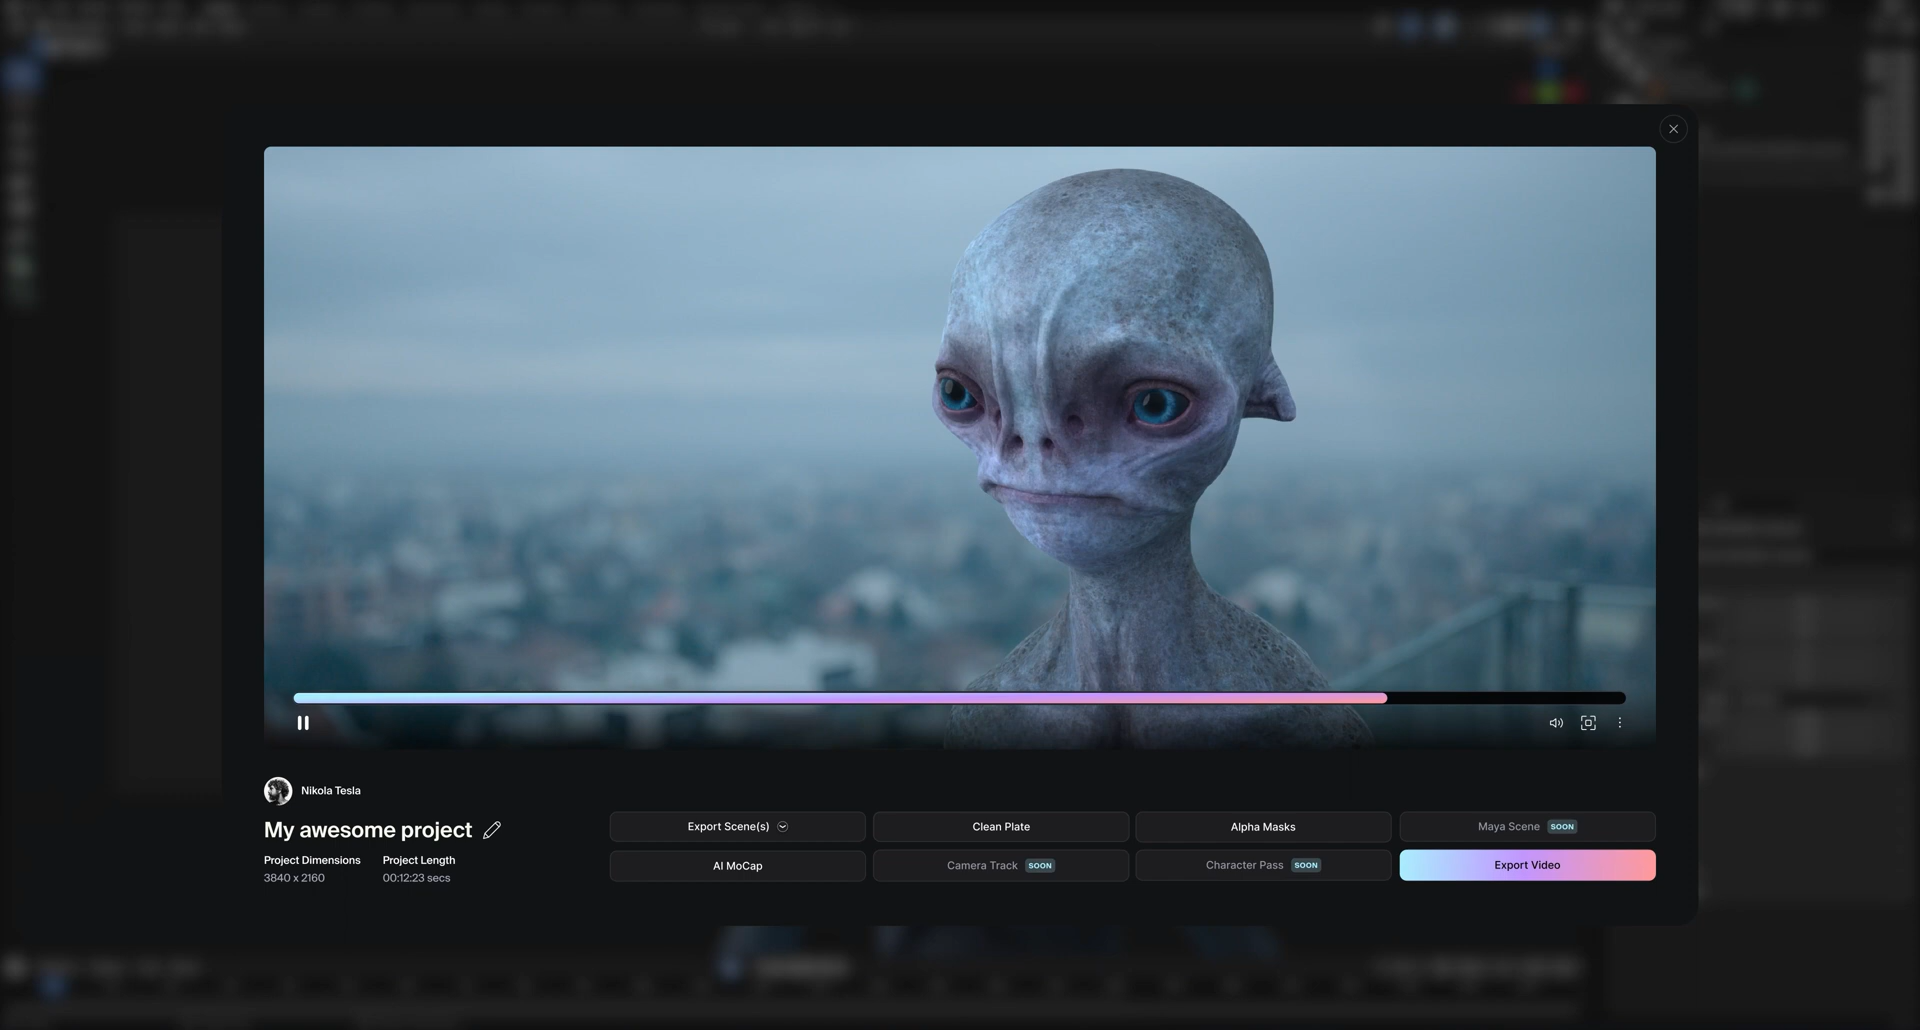 Nikola Tesla
My awesome project
Project Dimensions Project Length
3840 x 2160 00:12:23 secs
Export Scene(s) Clean Plate Alpha Masks Maya Scene SOON
AI MoCap Camera Track SOON Character Pass SOON Export Video